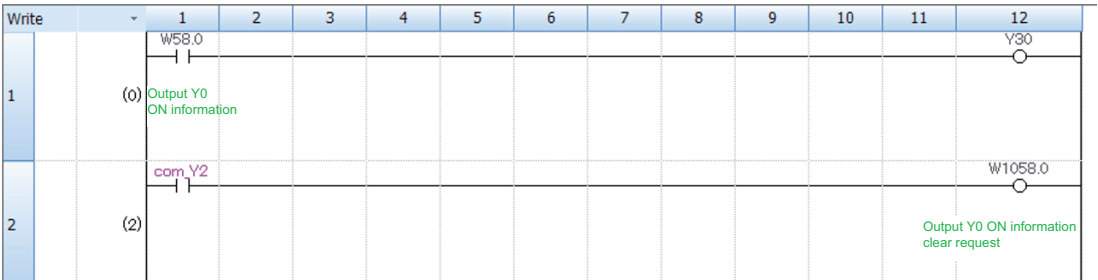 Write 1 2 3 4 5 6 7 8 9 10 11 12
W58.0 Y30
1 (0) Output Y0
ON information
com_Y2 W1058.0
2 (2) Output Y0 ON information
clear request